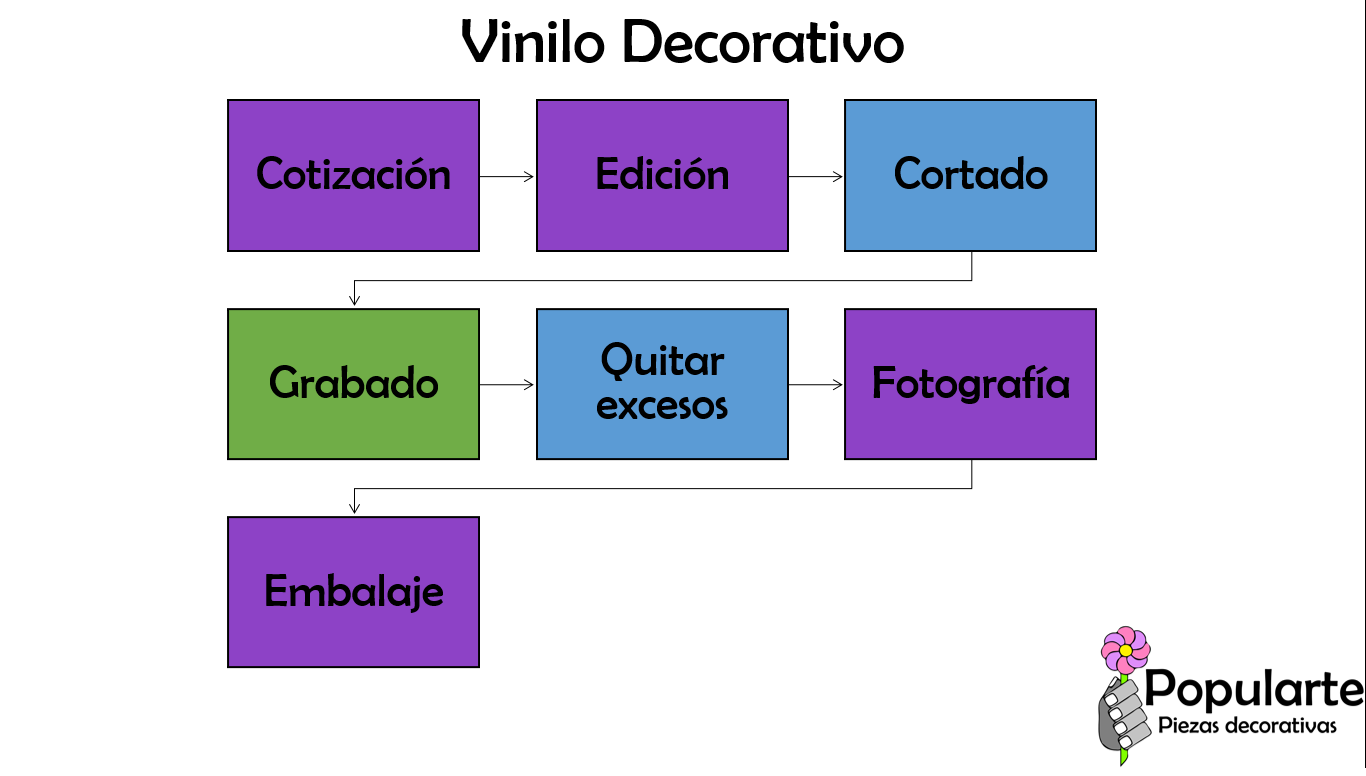 Vinilo Decorativo
Cotización
Edición
Cortado
Grabado
Quitar
excesos
Fotografía
Embalaje
Popularte
Piezas decorativas